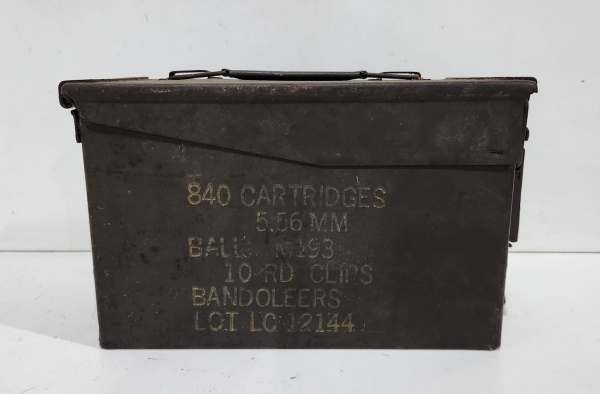 840 CARTRIDGES
5.56 MM
BALL M193
10 RD CLIPS
BANDOLEERS
LOT LC 12144